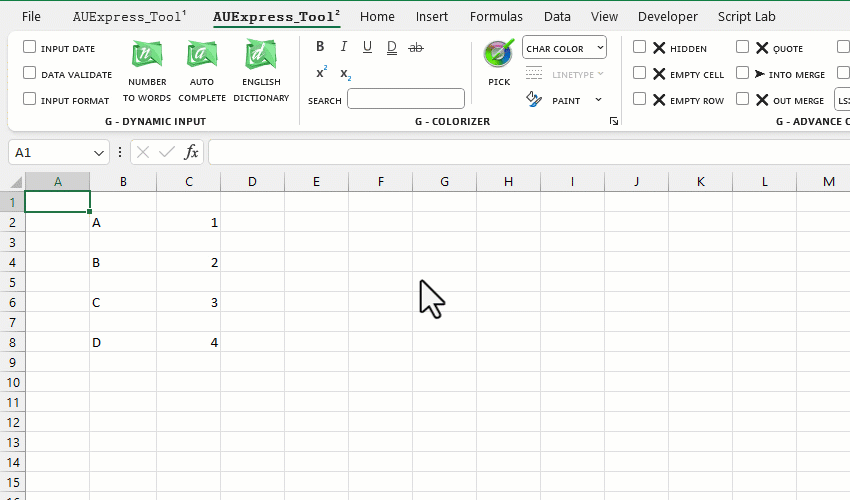 File AUExpress_Tool¹ AUExpress_Tool² Home Insert Formulas Data View Developer Script Lab
INPUT DATE
DATA VALIDATE
INPUT FORMAT
NUMBER TO WORDS
AUTO COMPLETE
ENGLISH DICTIONARY
G - DYNAMIC INPUT
B I U D ab
x² x₂
SEARCH
PICK
CHAR COLOR
LINETYPE
PAINT
G - COLORIZER
HIDDEN
EMPTY CELL
EMPTY ROW
QUOTE
INTO MERGE
OUT MERGE
LS
G - ADVANCE C
A1 fx
A B C D E F G H I J K L M
1
2 A 1
3
4 B 2
5
6 C 3
7
8 D 4
9
10
11
12
13
14
15